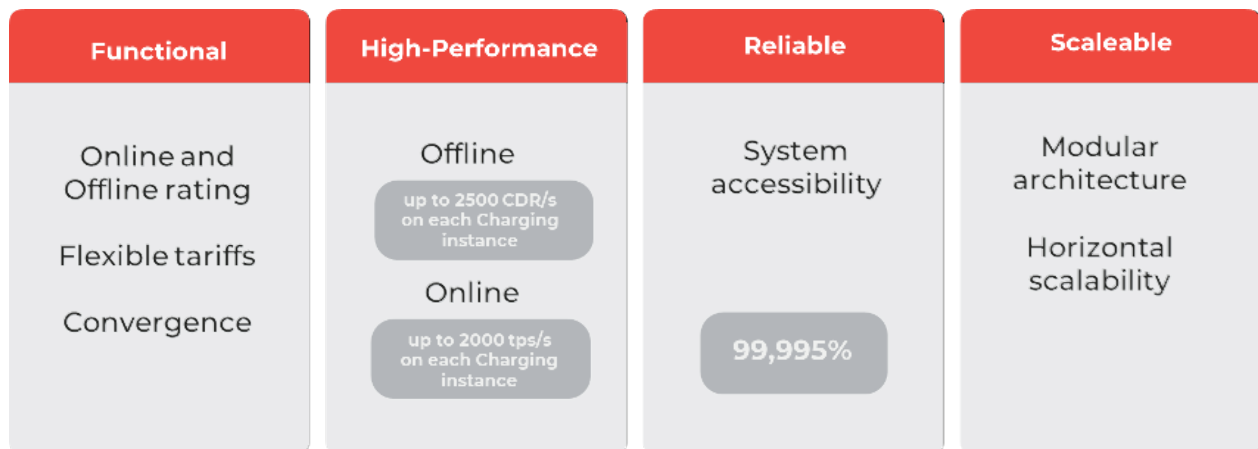 Functional
Online and
Offline rating
Flexible tariffs
Convergence
High-Performance
Offline
up to 2500 CDR/s
on each Charging
instance
Online
up to 2000 tps/s
on each Charging
instance
Reliable
System
accessibility
99,995%
Scaleable
Modular
architecture
Horizontal
scalability